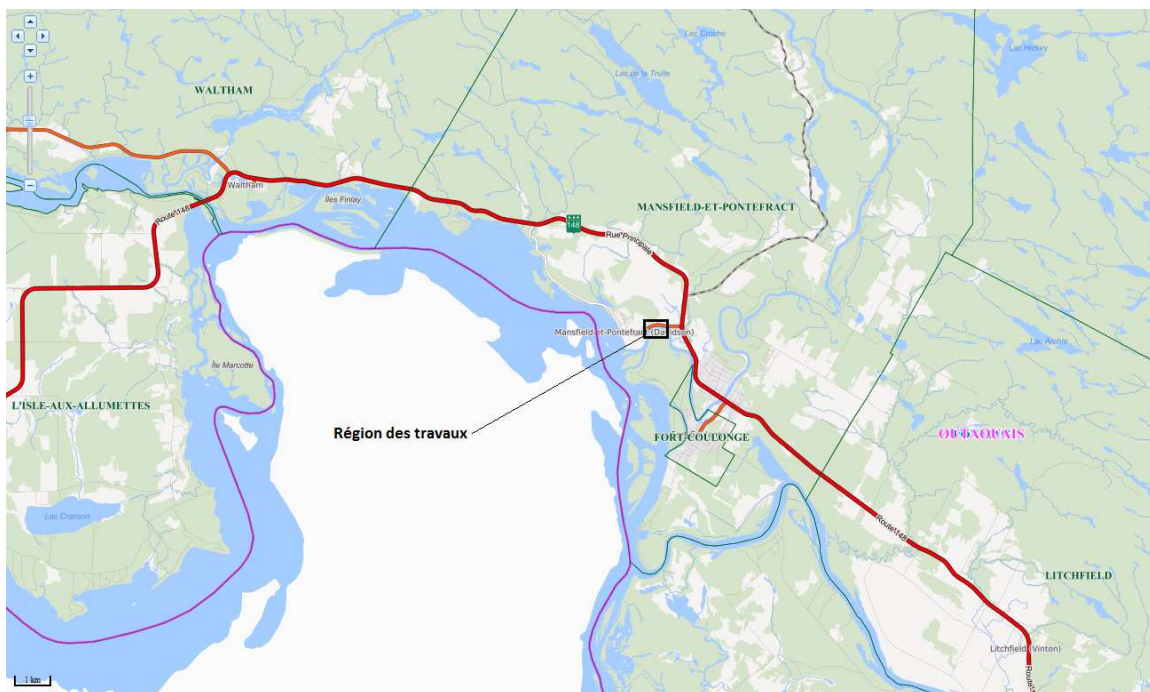 Lac Croche
Lac Hickey
Lac de la Truite
WALTHAM
Waltham
Îles Finlay
MANSFIELD-ET-PONTEFRACT
Route 148
148
Rue Principale
Mansfield-et-Pontefract (Davidson)
Lac Archie
Île Marcotte
L'ISLE-AUX-ALLUMETTES
Région des travaux
FORT-COULONGE
OUTAOUAIS
Lac Cranson
Route 148
LITCHFIELD
Litchfield (Vinton)
1 km